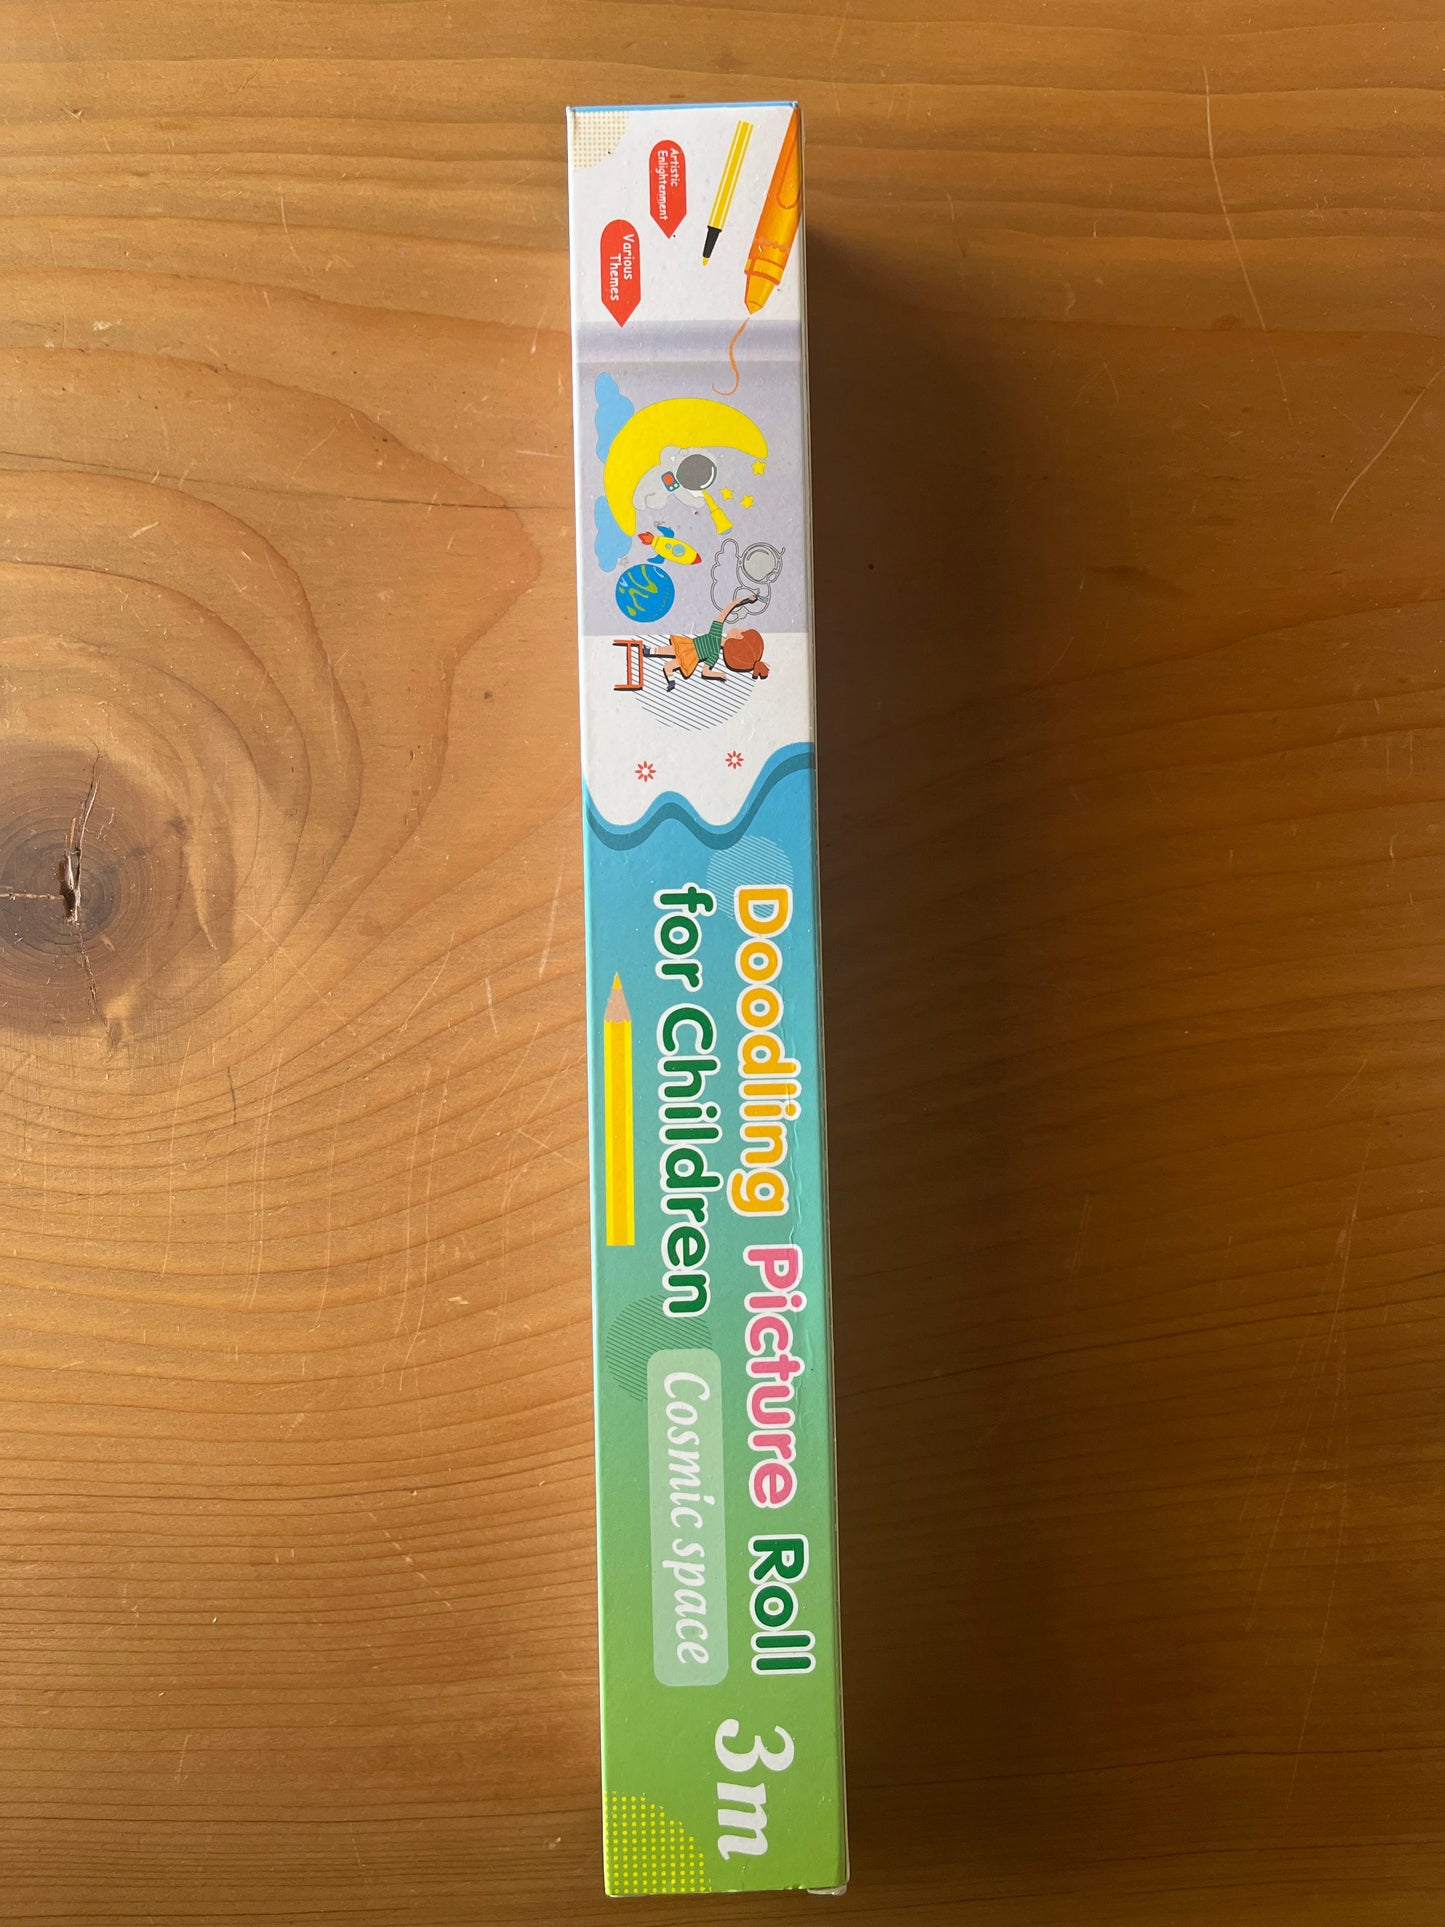 Artistic
Enlightenment
Various
Themes
Doodling Picture Roll
for Children
Cosmic space
3m